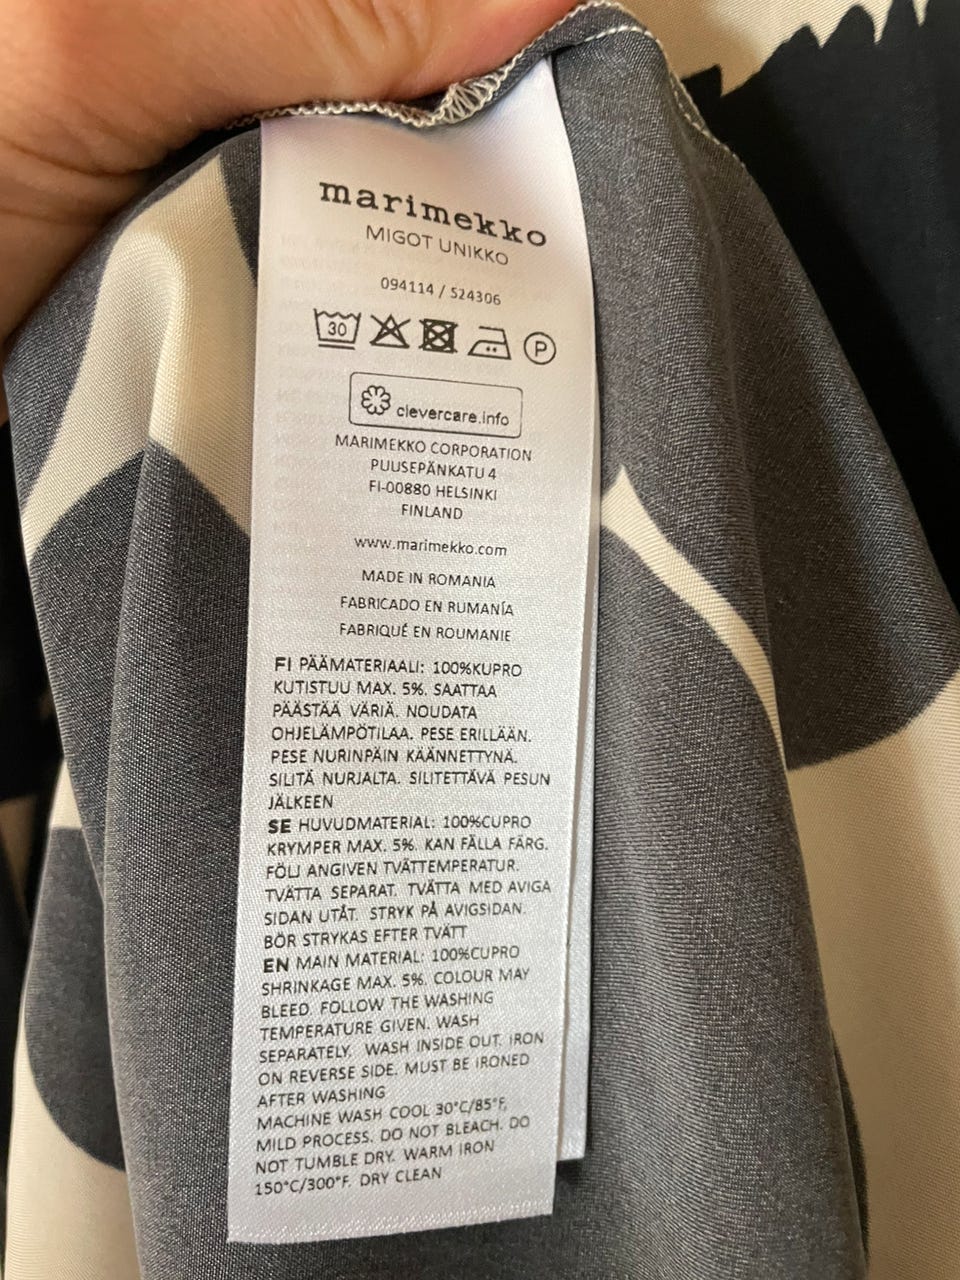 marimekko
MIGOT UNIKKO
094114 / 524306
30
P
clevercare.info
MARIMEKKO CORPORATION
PUUSEPÄNKATU 4
FI-00880 HELSINKI
FINLAND
www.marimekko.com
MADE IN ROMANIA
FABRICADO EN RUMANÍA
FABRIQUÉ EN ROUMANIE
FI PÄÄMATERIAALI: 100%KUPRO
KUTISTUU MAX. 5%. SAATTAA
PÄÄSTÄÄ VÄRIÄ. NOUDATA
OHJELÄMPÖTILAA. PESE ERILLÄÄN.
PESE NURINPÄIN KÄÄNNETTYNÄ.
SILITÄ NURJALTA. SILITETTÄVÄ PESUN
JÄLKEEN
SE HUVUDMATERIAL: 100%CUPRO
KRYMPER MAX. 5%. KAN FÄLLA FÄRG.
FÖLJ ANGIVEN TVÄTTEMPERATUR.
TVÄTTA SEPARAT. TVÄTTA MED AVIGA
SIDAN UTÅT. STRYK PÅ AVIGSIDAN.
BÖR STRYKAS EFTER TVÄTT
EN MAIN MATERIAL: 100%CUPRO
SHRINKAGE MAX. 5%. COLOUR MAY
BLEED. FOLLOW THE WASHING
TEMPERATURE GIVEN. WASH
SEPARATELY. WASH INSIDE OUT. IRON
ON REVERSE SIDE. MUST BE IRONED
AFTER WASHING
MACHINE WASH COOL 30°C/85°F,
MILD PROCESS. DO NOT BLEACH. DO
NOT TUMBLE DRY. WARM IRON
150°C/300°F. DRY CLEAN